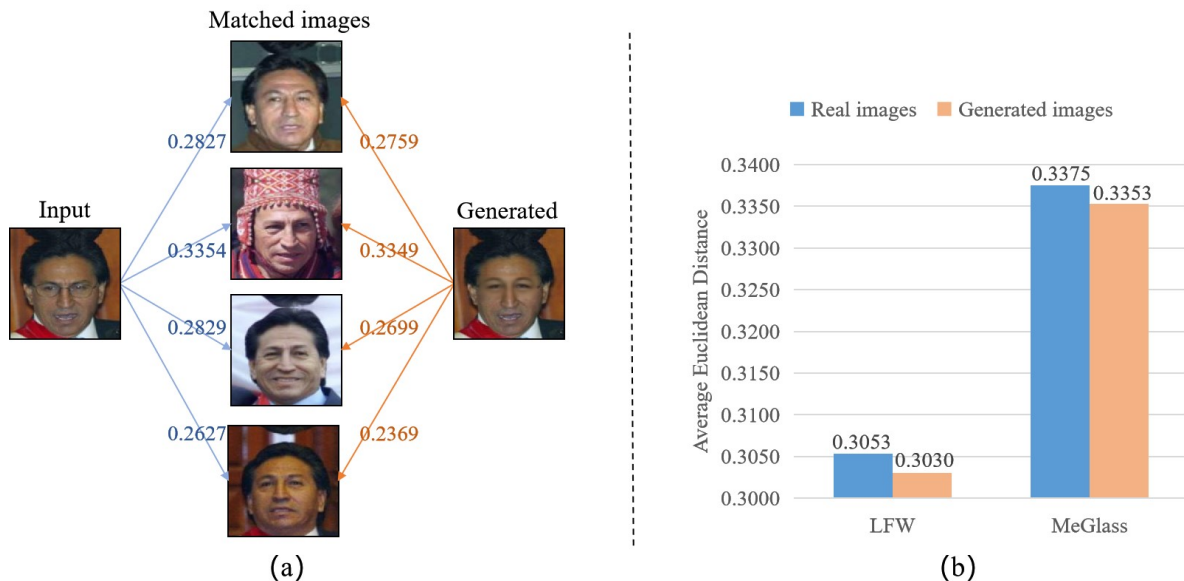 Matched images
0.2827
0.2759
Input
Generated
0.3354
0.3349
0.2829
0.2699
0.2627
0.2369
(a)
Real images
Generated images
Average Euclidean Distance
0.3400
0.3350
0.3300
0.3250
0.3200
0.3150
0.3100
0.3050
0.3000
0.3053
0.3030
0.3375
0.3353
LFW
MeGlass
(b)